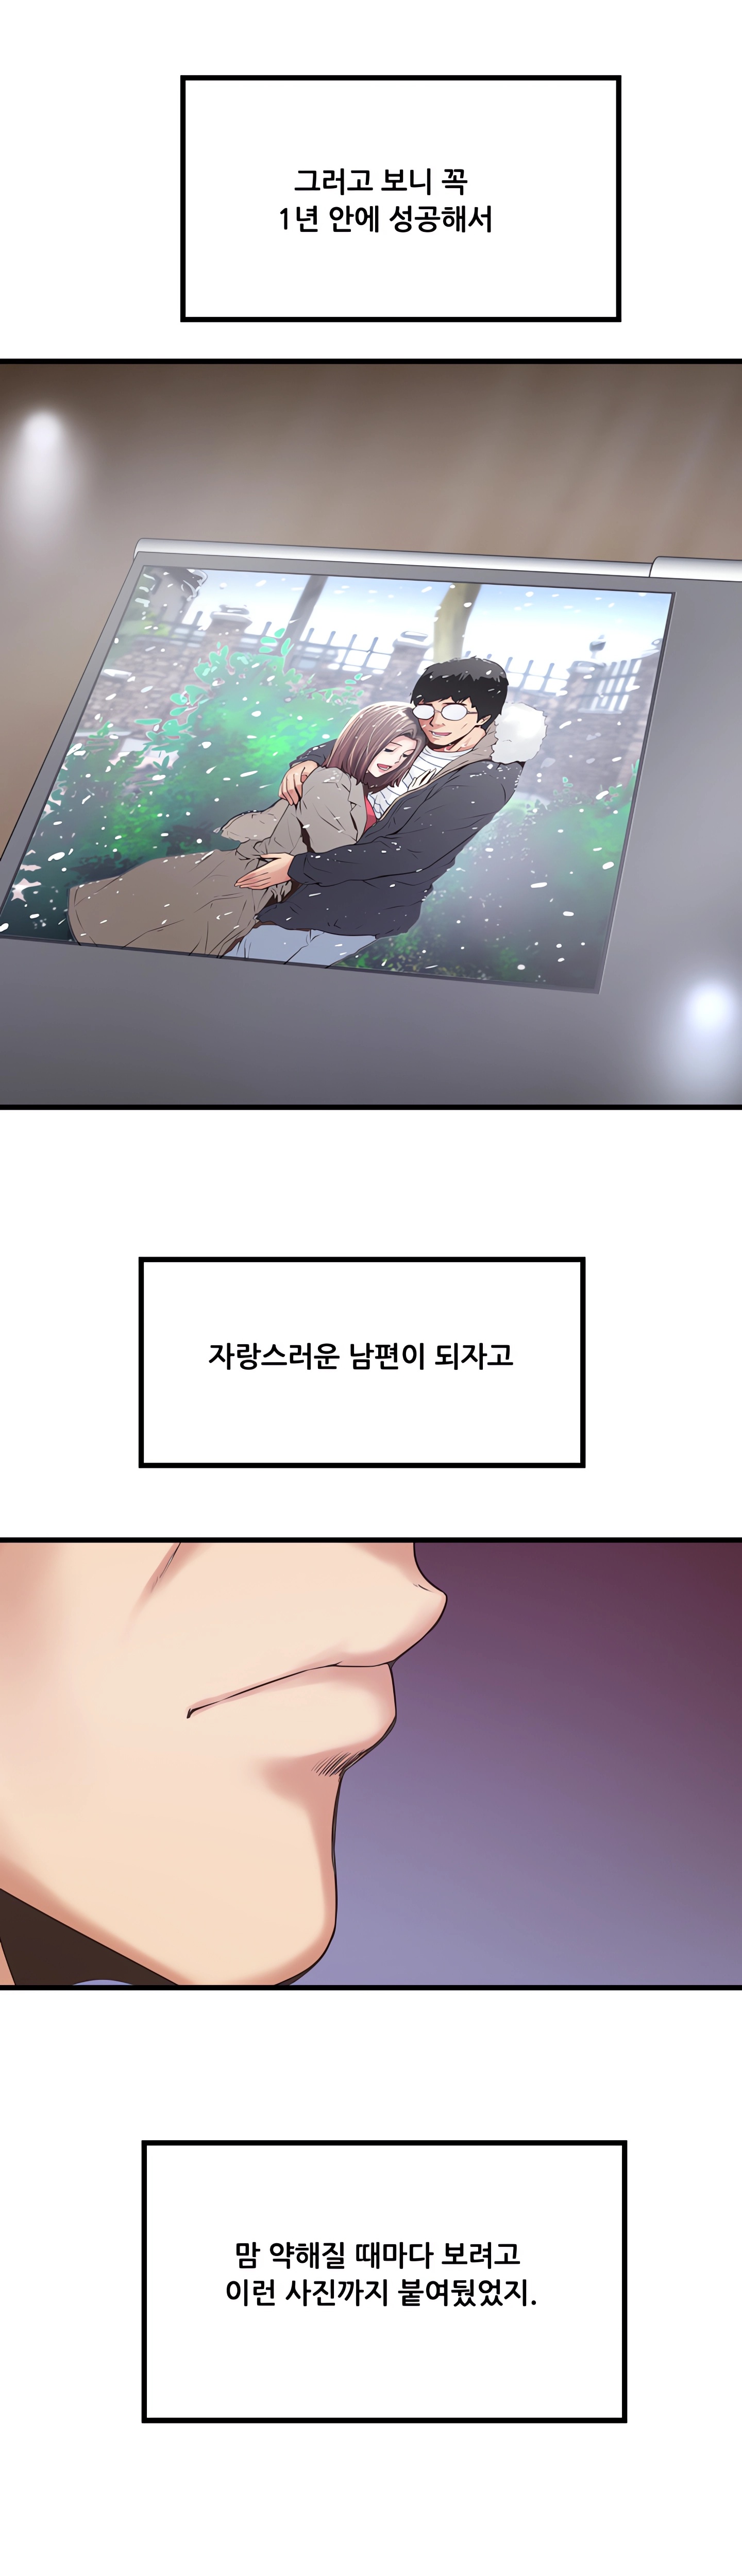 그러고 보니 꼭
1년 안에 성공해서
자랑스러운 남편이 되자고
맘 약해질 때마다 보려고
이런 사진까지 붙여뒀었지.